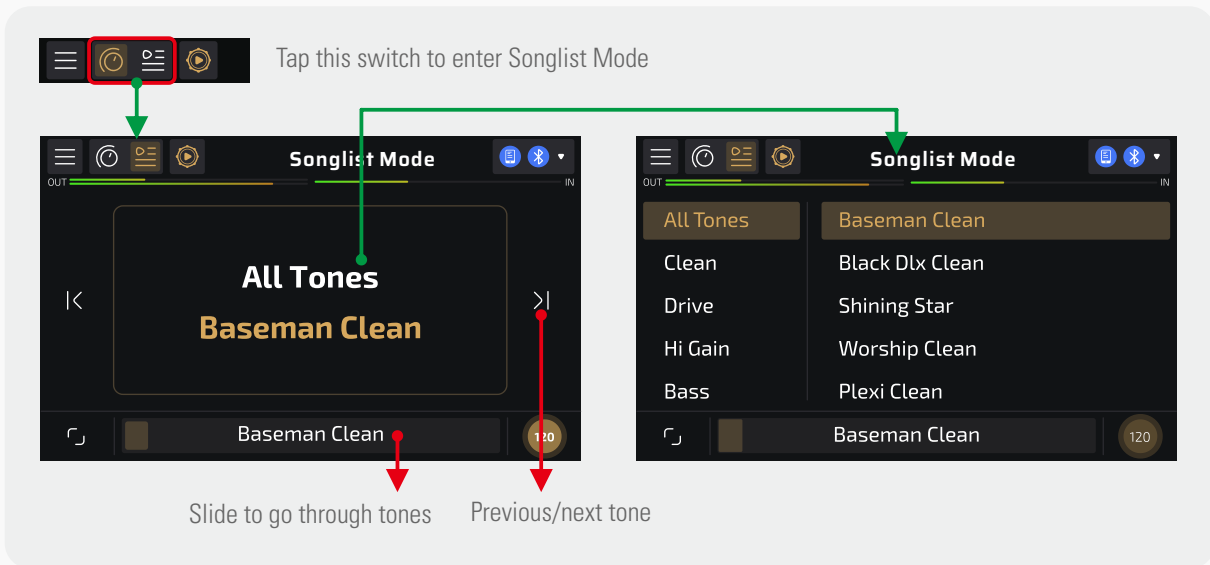 Tap this switch to enter Songlist Mode
Songlist Mode
OUT
IN
All Tones
Baseman Clean
Baseman Clean
120
Slide to go through tones
Previous/next tone
Songlist Mode
OUT
IN
All Tones
Baseman Clean
Clean
Black Dlx Clean
Drive
Shining Star
Hi Gain
Worship Clean
Bass
Plexi Clean
Baseman Clean
120